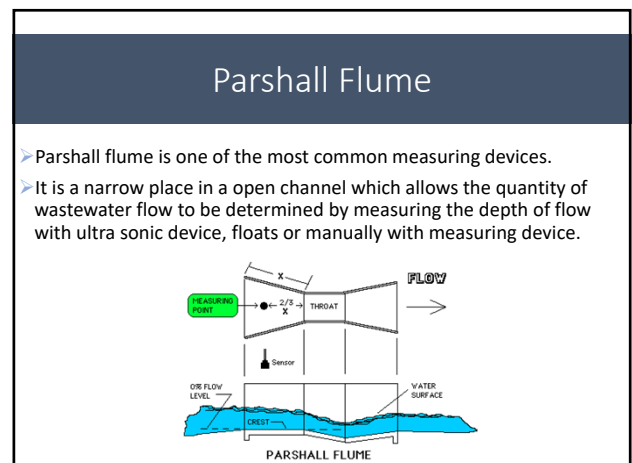 Parshall Flume
➢Parshall flume is one of the most common measuring devices.
➢It is a narrow place in a open channel which allows the quantity of
wastewater flow to be determined by measuring the depth of flow
with ultra sonic device, floats or manually with measuring device.
X
FLOW
MEASURING
POINT
2/3
X
THROAT
Sensor
0% FLOW
LEVEL
WATER
SURFACE
CREST
PARSHALL FLUME